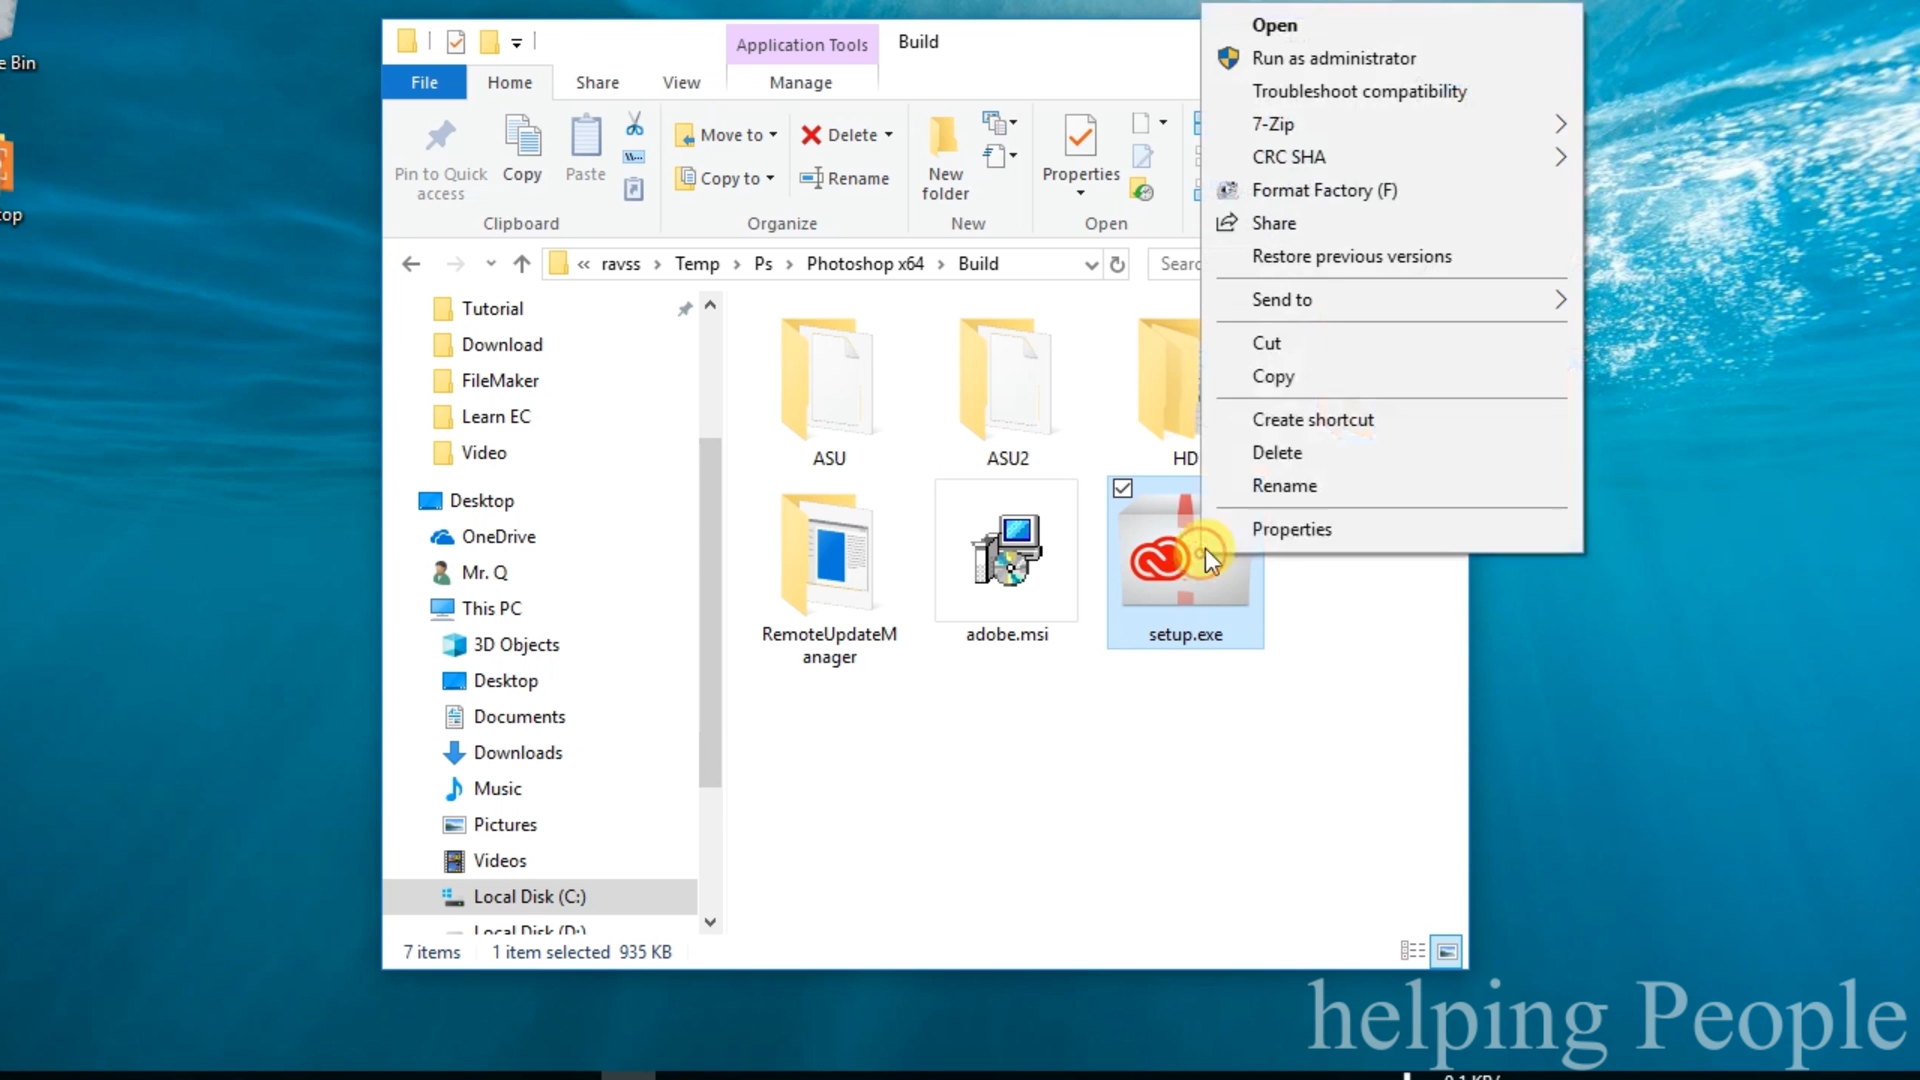 e Bin
top
Application Tools
Build
File
Home
Share
View
Manage
Pin to Quick
access
Copy
Paste
Move to
Copy to
Delete
Rename
New
folder
Properties
Clipboard
Organize
New
Open
« ravss > Temp > Ps > Photoshop x64 > Build
Searc
Tutorial
Download
FileMaker
Learn EC
Video
Desktop
OneDrive
Mr. Q
This PC
3D Objects
Desktop
Documents
Downloads
Music
Pictures
Videos
Local Disk (C:)
Local Disk (D:)
ASU
ASU2
HD
RemoteUpdateM
anager
adobe.msi
setup.exe
7 items
1 item selected 935 KB
Open
Run as administrator
Troubleshoot compatibility
7-Zip
CRC SHA
Format Factory (F)
Share
Restore previous versions
Send to
Cut
Copy
Create shortcut
Delete
Rename
Properties
helping People